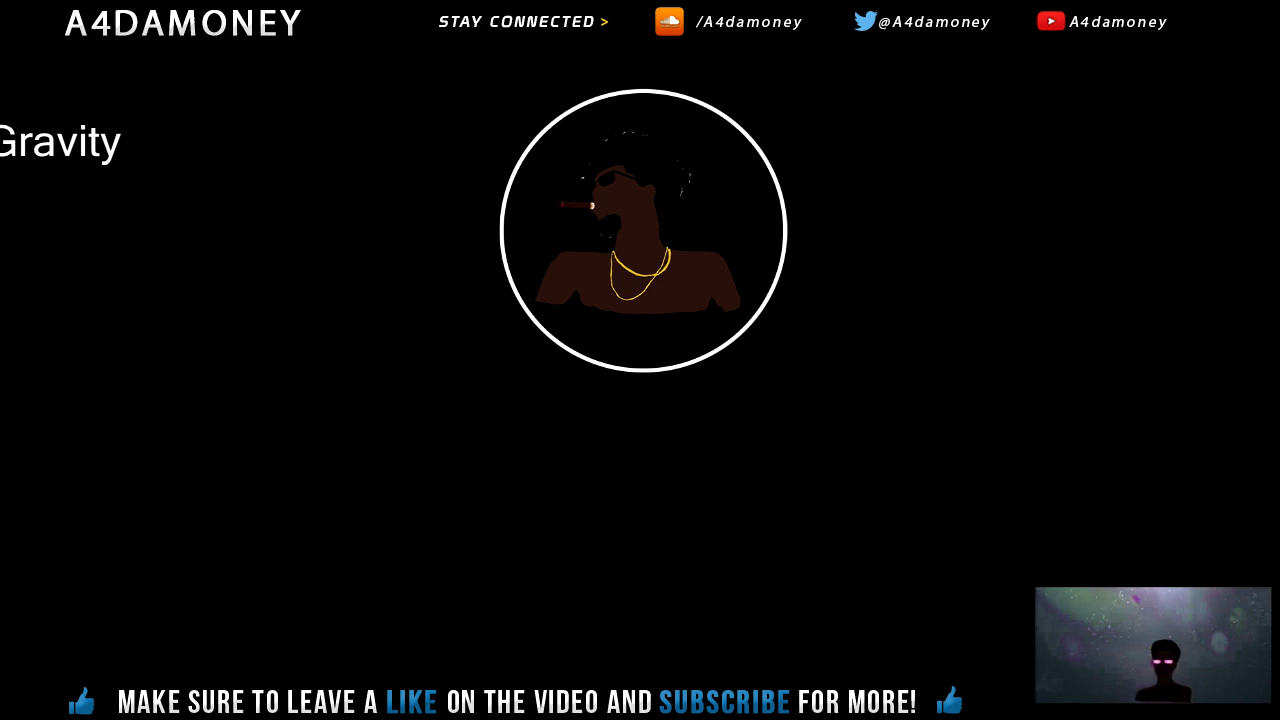 A4DAMONEY
STAY CONNECTED > /A4damoney @A4damoney A4damoney
Gravity
MAKE SURE TO LEAVE A LIKE ON THE VIDEO AND SUBSCRIBE FOR MORE!